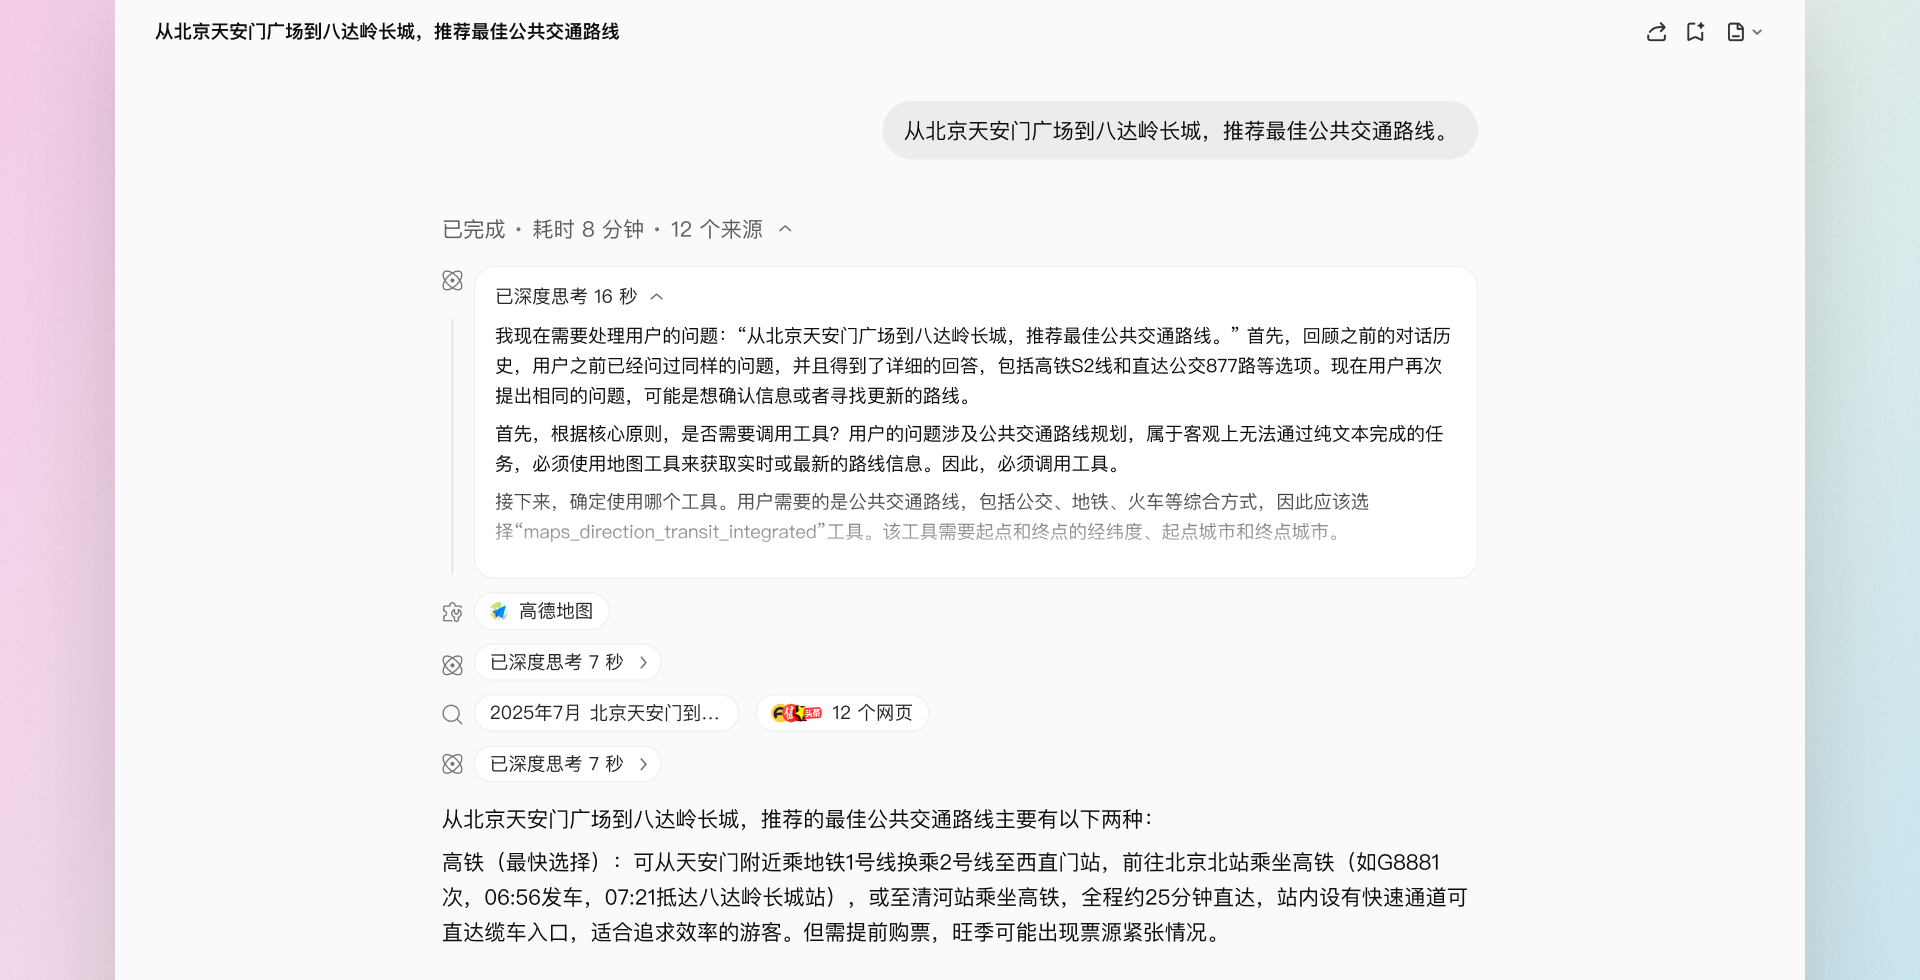 从北京天安门广场到八达岭长城，推荐最佳公共交通路线
从北京天安门广场到八达岭长城，推荐最佳公共交通路线。
已完成 · 耗时 8 分钟 · 12 个来源
已深度思考 16 秒
我现在需要处理用户的问题：“从北京天安门广场到八达岭长城，推荐最佳公共交通路线。”首先，回顾之前的对话历
史，用户之前已经问过同样的问题，并且得到了详细的回答，包括高铁S2线和直达公交877路等选项。现在用户再次
提出相同的问题，可能是想确认信息或者寻找更新的路线。
首先，根据核心原则，是否需要调用工具？用户的问题涉及公共交通路线规划，属于客观上无法通过纯文本完成的任
务，必须使用地图工具来获取实时或最新的路线信息。因此，必须调用工具。
接下来，确定使用哪个工具。用户需要的是公共交通路线，包括公交、地铁、火车等综合方式，因此应该选
择“maps_direction_transit_integrated”工具。该工具需要起点和终点的经纬度、起点城市和终点城市。
高德地图
已深度思考 7 秒
2025年7月 北京天安门到...
头条 12 个网页
已深度思考 7 秒
从北京天安门广场到八达岭长城，推荐的最佳公共交通路线主要有以下两种：
高铁（最快选择）：可从天安门附近乘地铁1号线换乘2号线至西直门站，前往北京北站乘坐高铁（如G8881
次，06:56发车，07:21抵达八达岭长城站），或至清河站乘坐高铁，全程约25分钟直达，站内设有快速通道可
直达缆车入口，适合追求效率的游客。但需提前购票，旺季可能出现票源紧张情况。